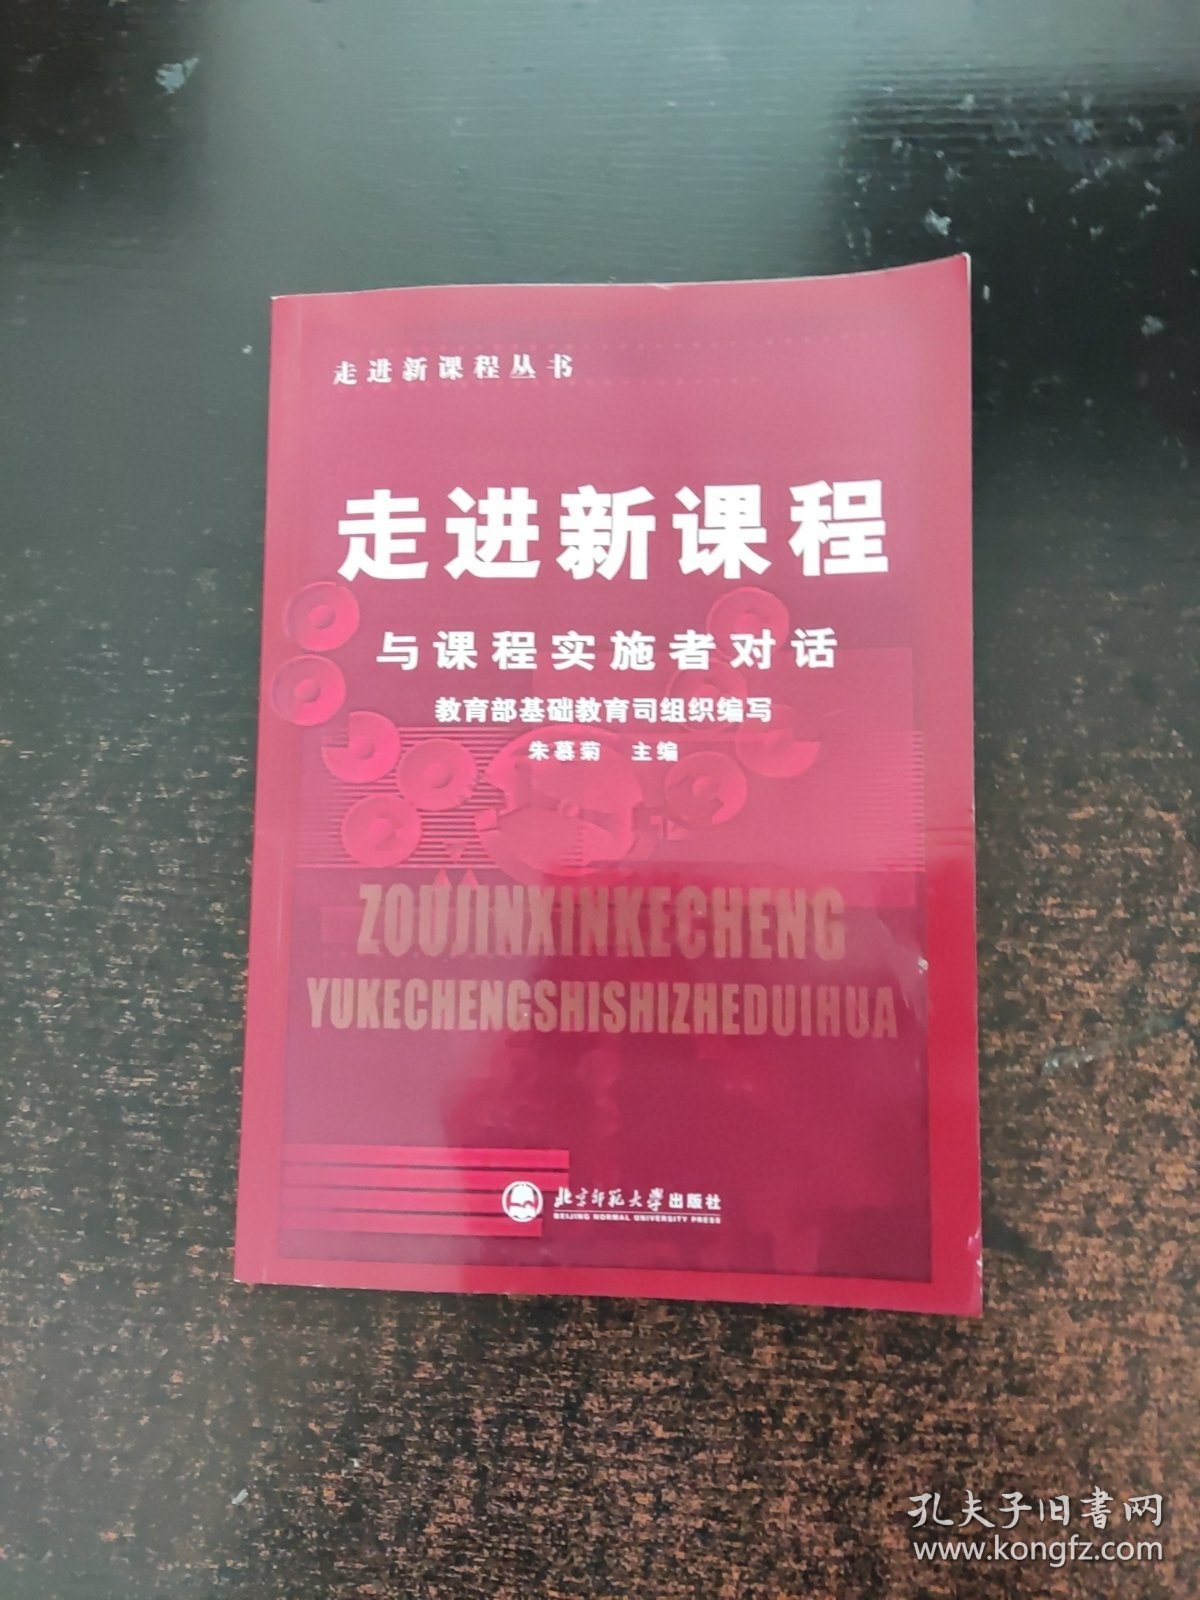 走进新课程丛书
走进新课程
与课程实施者对话
教育部基础教育司组织编写
朱慕菊 主编
ZOUJINXINKECHENG
YUKECHENGSHISHIZHEDUIHUA
北京师范大学出版社
BEIJING NORMAL UNIVERSITY PRESS
孔夫子旧書网
www.kongfz.com